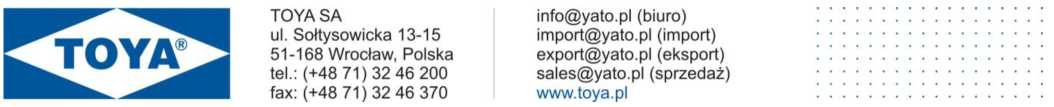 TOYA®
TOYA SA
ul. Sołtysowicka 13-15
51-168 Wrocław, Polska
tel.: (+48 71) 32 46 200
fax: (+48 71) 32 46 370
info@yato.pl (biuro)
import@yato.pl (import)
export@yato.pl (eksport)
sales@yato.pl (sprzedaż)
www.toya.pl